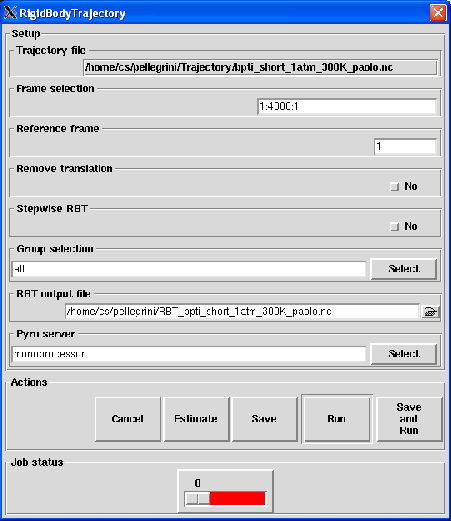 RigidBodyTrajectory
Setup
Trajectory file
/home/cs/pellegrini/Trajectory/bpti_short_1atm_300K_paolo.nc
Frame selection
1:4000:1
Reference frame
1
Remove translation
No
Stepwise RBT
No
Group selection
all
Select
RBT output file
/home/cs/pellegrini/RBT_bpti_short_1atm_300K_paolo.nc
Pyro server
monoprocessor
Select
Actions
Cancel
Estimate
Save
Run
Save
and
Run
Job status
0